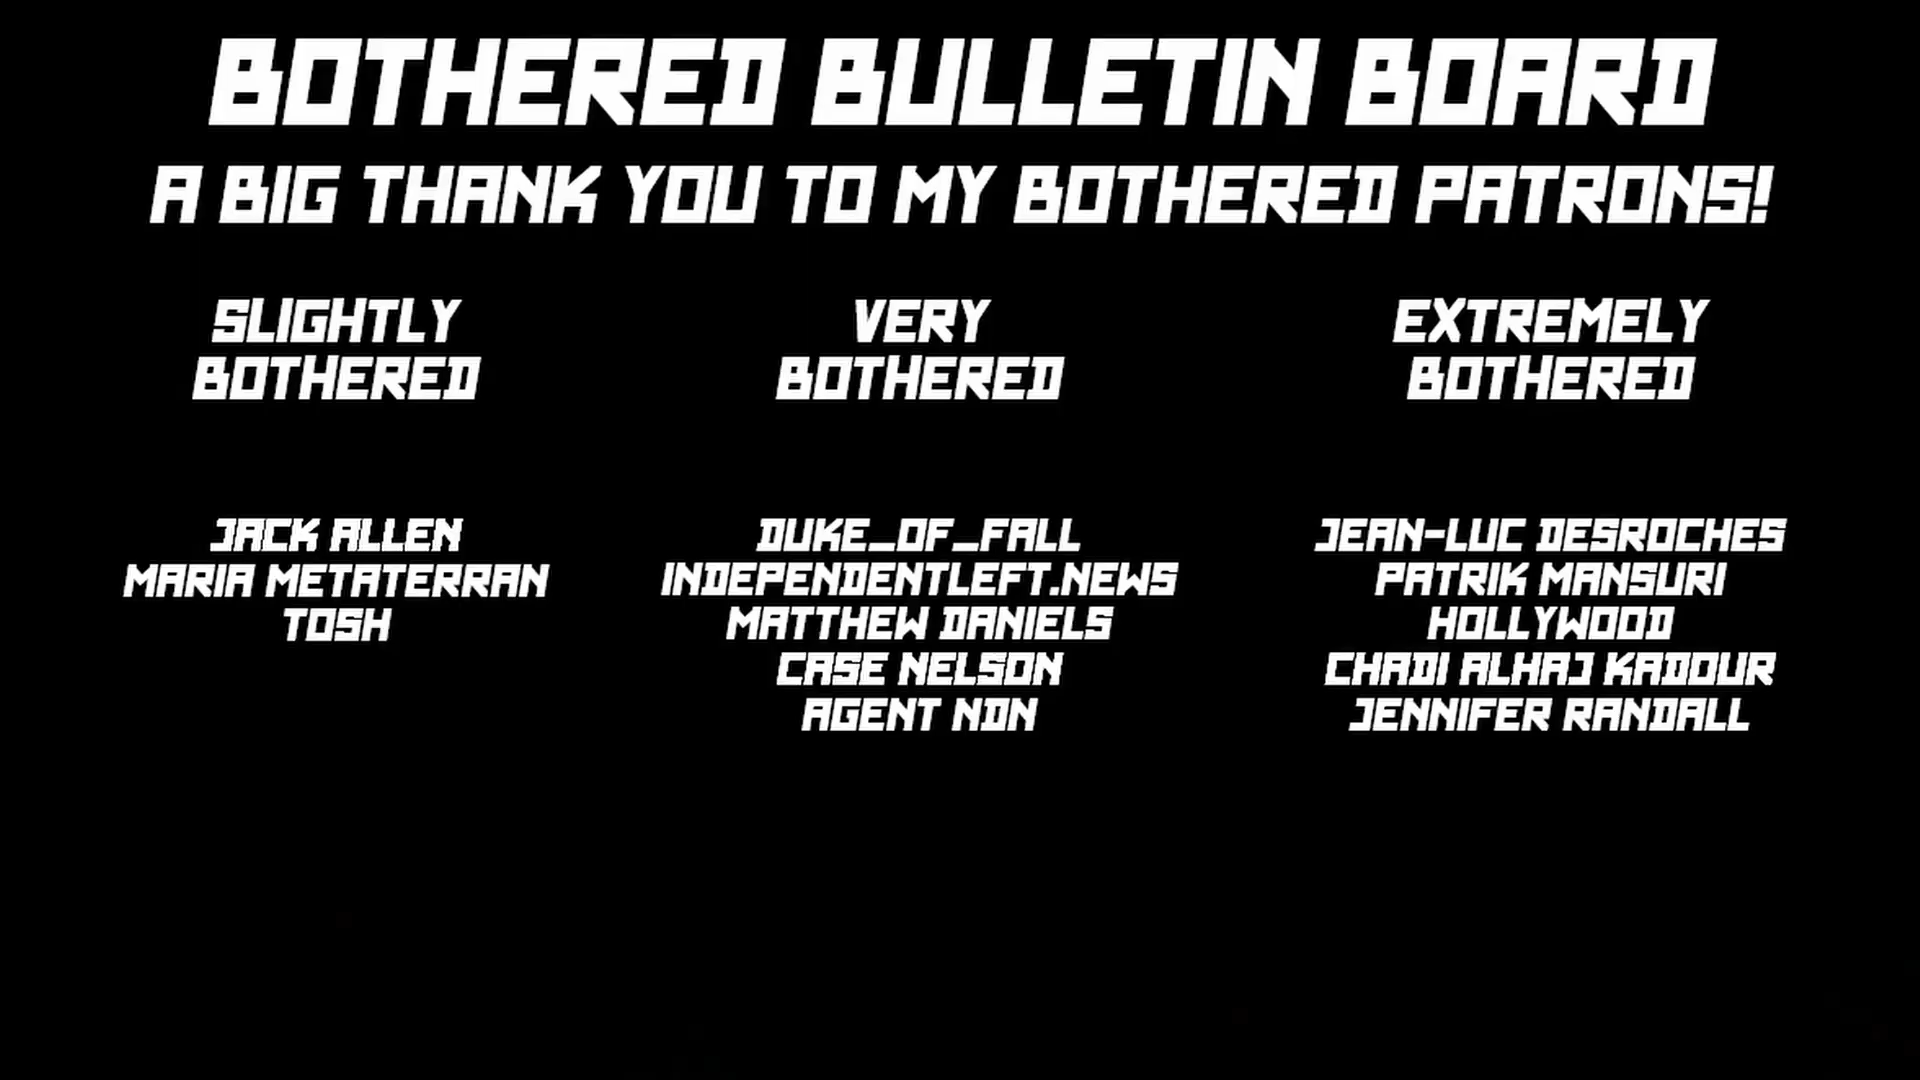 BOTHERED BULLETIN BOARD
A BIG THANK YOU TO MY BOTHERED PATRONS!
SLIGHTLY
BOTHERED
JACK ALLEN
MARIA METATERRAN
TOSH
VERY
BOTHERED
DUKE_OF_FALL
INDEPENDENTLEFT.NEWS
MATTHEW DANIELS
CASE NELSON
AGENT NDN
EXTREMELY
BOTHERED
JEAN-LUC DESROCHES
PATRIK MANSURI
HOLLYWOOD
CHADI ALHAJ KADOUR
JENNIFER RANDALL